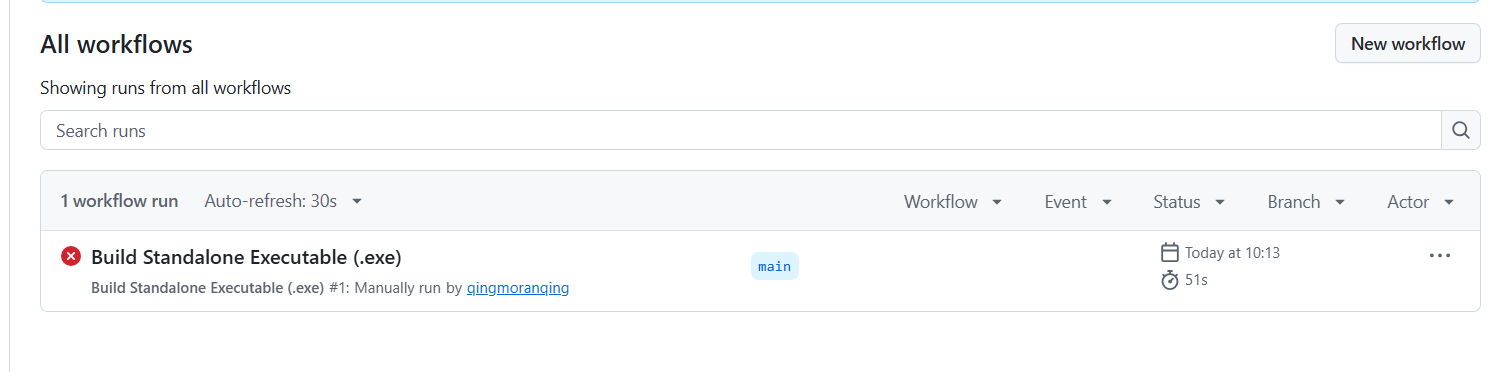 All workflows
New workflow
Showing runs from all workflows
Search runs
1 workflow run Auto-refresh: 30s Workflow Event Status Branch Actor
Build Standalone Executable (.exe)
main
Today at 10:13
Build Standalone Executable (.exe) #1: Manually run by qingmoranqing
51s